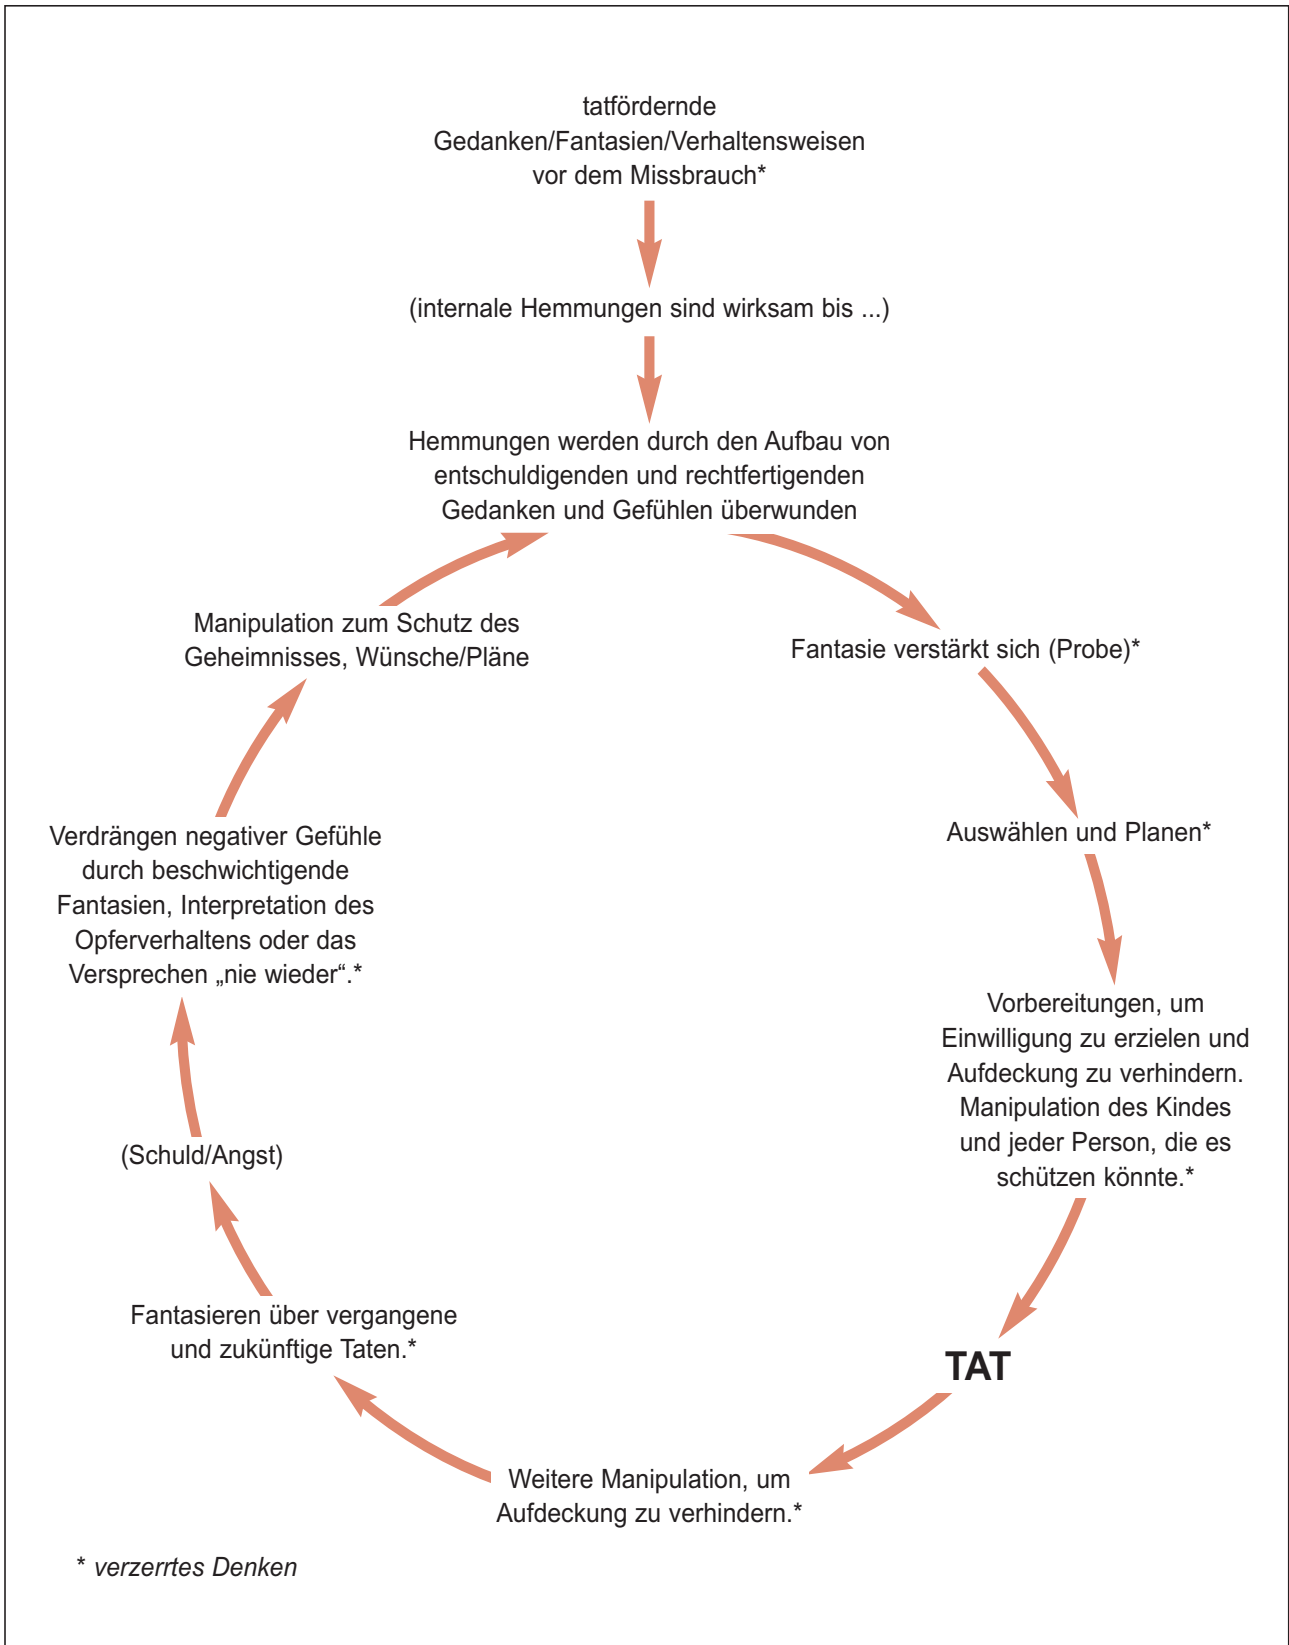 tatfördernde
Gedanken/Fantasien/Verhaltensweisen
vor dem Missbrauch*
(internale Hemmungen sind wirksam bis ...)
Hemmungen werden durch den Aufbau von
entschuldigenden und rechtfertigenden
Gedanken und Gefühlen überwunden
Fantasie verstärkt sich (Probe)*
Auswählen und Planen*
Vorbereitungen, um
Einwilligung zu erzielen und
Aufdeckung zu verhindern.
Manipulation des Kindes
und jeder Person, die es
schützen könnte.*
TAT
Weitere Manipulation, um
Aufdeckung zu verhindern.*
Fantasieren über vergangene
und zukünftige Taten.*
(Schuld/Angst)
Verdrängen negativer Gefühle
durch beschwichtigende
Fantasien, Interpretation des
Opferverhaltens oder das
Versprechen „nie wieder“.*
Manipulation zum Schutz des
Geheimnisses, Wünsche/Pläne
* verzerrtes Denken